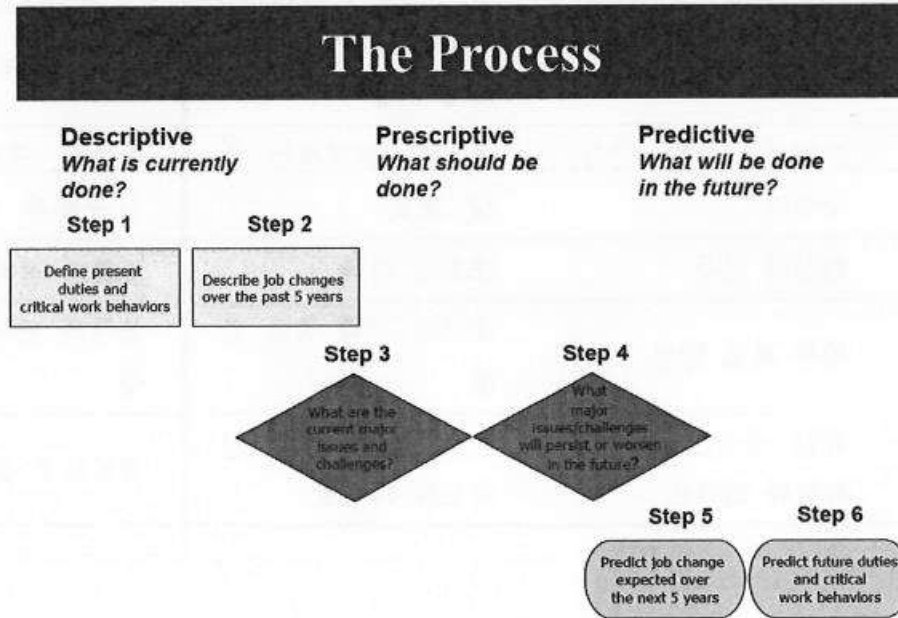 The Process
Descriptive
What is currently
done?
Prescriptive
What should be
done?
Predictive
What will be done
in the future?
Step 1
Define present
duties and
critical work behaviors
Step 2
Describe job changes
over the past 5 years
Step 3
What are the
current major
issues and
challenges?
Step 4
What
major
issues/challenges
will persist or worsen
in the future?
Step 5
Predict job change
expected over
the next 5 years
Step 6
Predict future duties
and critical
work behaviors